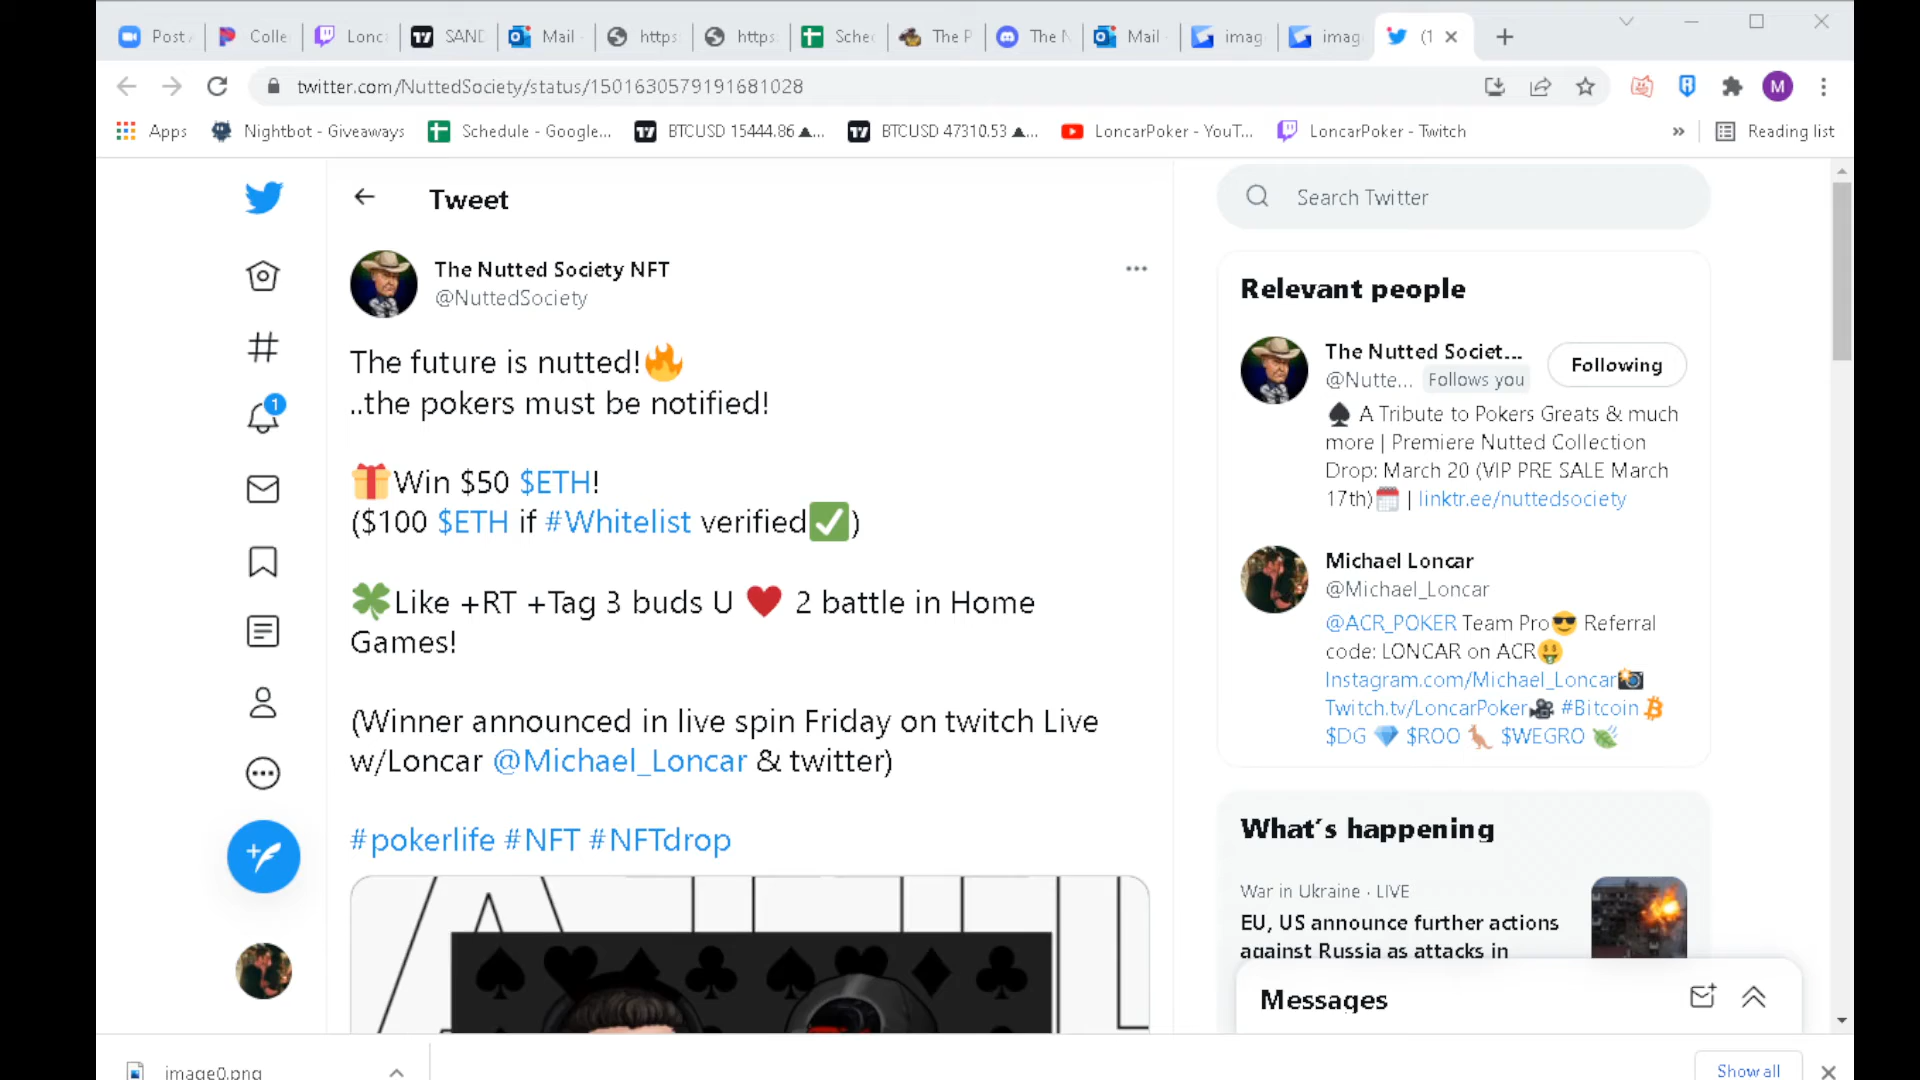 Post
Colle
Lonc
SAND
Mail
https:
https:
Sche
The P
The N
Mail
imag
imag
(1
twitter.com/NuttedSociety/status/1501630579191681028
M
Apps
Nightbot - Giveaways
Schedule - Google...
BTCUSD 15444.86 ▲...
BTCUSD 47310.53 ▲...
LoncarPoker - YouT...
LoncarPoker - Twitch
»
Reading list
Tweet
The Nutted Society NFT
@NuttedSociety
The future is nutted!🔥
..the pokers must be notified!
🎁Win $50 $ETH!
($100 $ETH if #Whitelist verified✅)
🍀Like +RT +Tag 3 buds U ❤️ 2 battle in Home
Games!
(Winner announced in live spin Friday on twitch Live
w/Loncar @Michael_Loncar & twitter)
#pokerlife #NFT #NFTdrop
1
Search Twitter
Relevant people
The Nutted Societ...
@Nutte... Follows you
Following
♠️ A Tribute to Pokers Greats & much
more | Premiere Nutted Collection
Drop: March 20 (VIP PRE SALE March
17th)📅 | linktr.ee/nuttedsociety
Michael Loncar
@Michael_Loncar
@ACR_POKER Team Pro😎 Referral
code: LONCAR on ACR🤑
Instagram.com/Michael_Loncar📸
Twitch.tv/LoncarPoker🎥 #Bitcoin
$DG 💎 $ROO 🦘 $WEGRO 🍃
What's happening
War in Ukraine · LIVE
EU, US announce further actions
against Russia as attacks in
Messages
image0.png
Show all